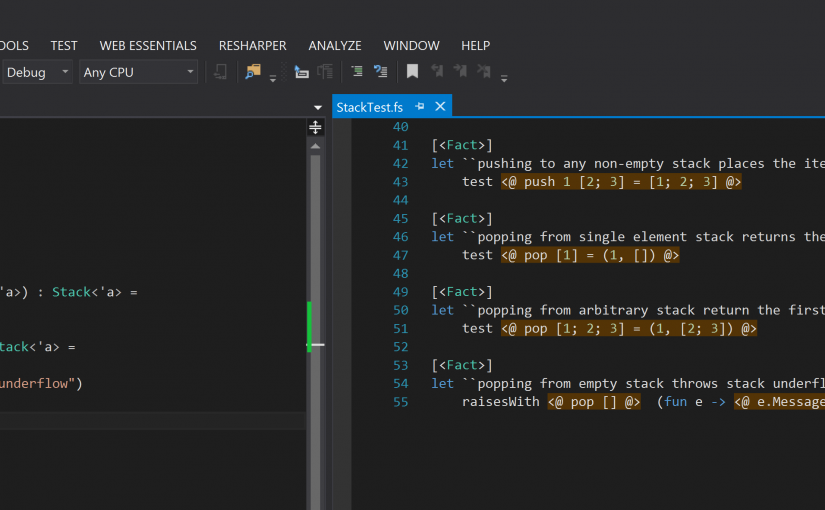 TEST WEB ESSENTIALS RESHARPER ANALYZE WINDOW HELP
Debug Any CPU
StackTest.fs
'a>) : Stack<'a> =
<'a> =
underflow")
40
41 [<Fact>]
42 let ``pushing to any non-empty stack places the
43 test <@ push 1 [2; 3] = [1; 2; 3] @>
44
45 [<Fact>]
46 let ``popping from single element stack returns the
47 test <@ pop [1] = (1, []) @>
48
49 [<Fact>]
50 let ``popping from arbitrary stack return the first
51 test <@ pop [1; 2; 3] = (1, [2; 3]) @>
52
53 [<Fact>]
54 let ``popping from empty stack throws stack underfl
55 raisesWith <@ pop [] @> (fun e -> <@ e.Message